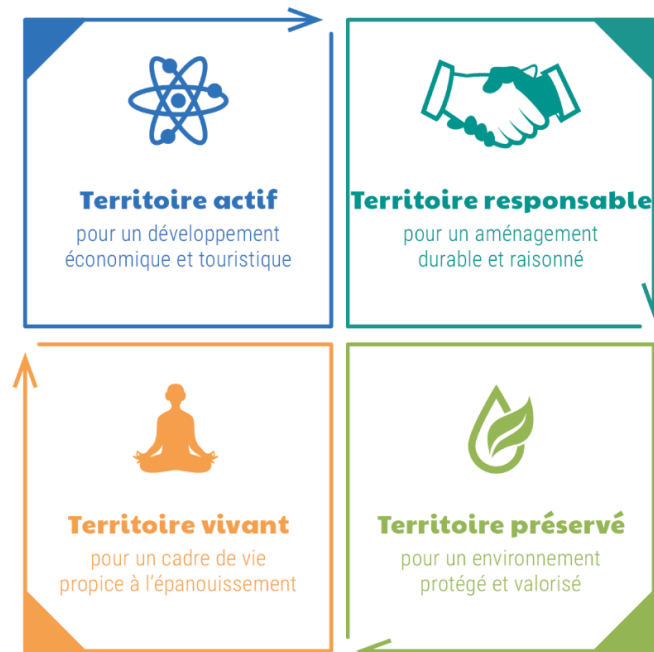 Territoire actif
pour un développement
économique et touristique
Territoire responsable
pour un aménagement
durable et raisonné
Territoire vivant
pour un cadre de vie
propice à l'épanouissement
Territoire préservé
pour un environnement
protégé et valorisé